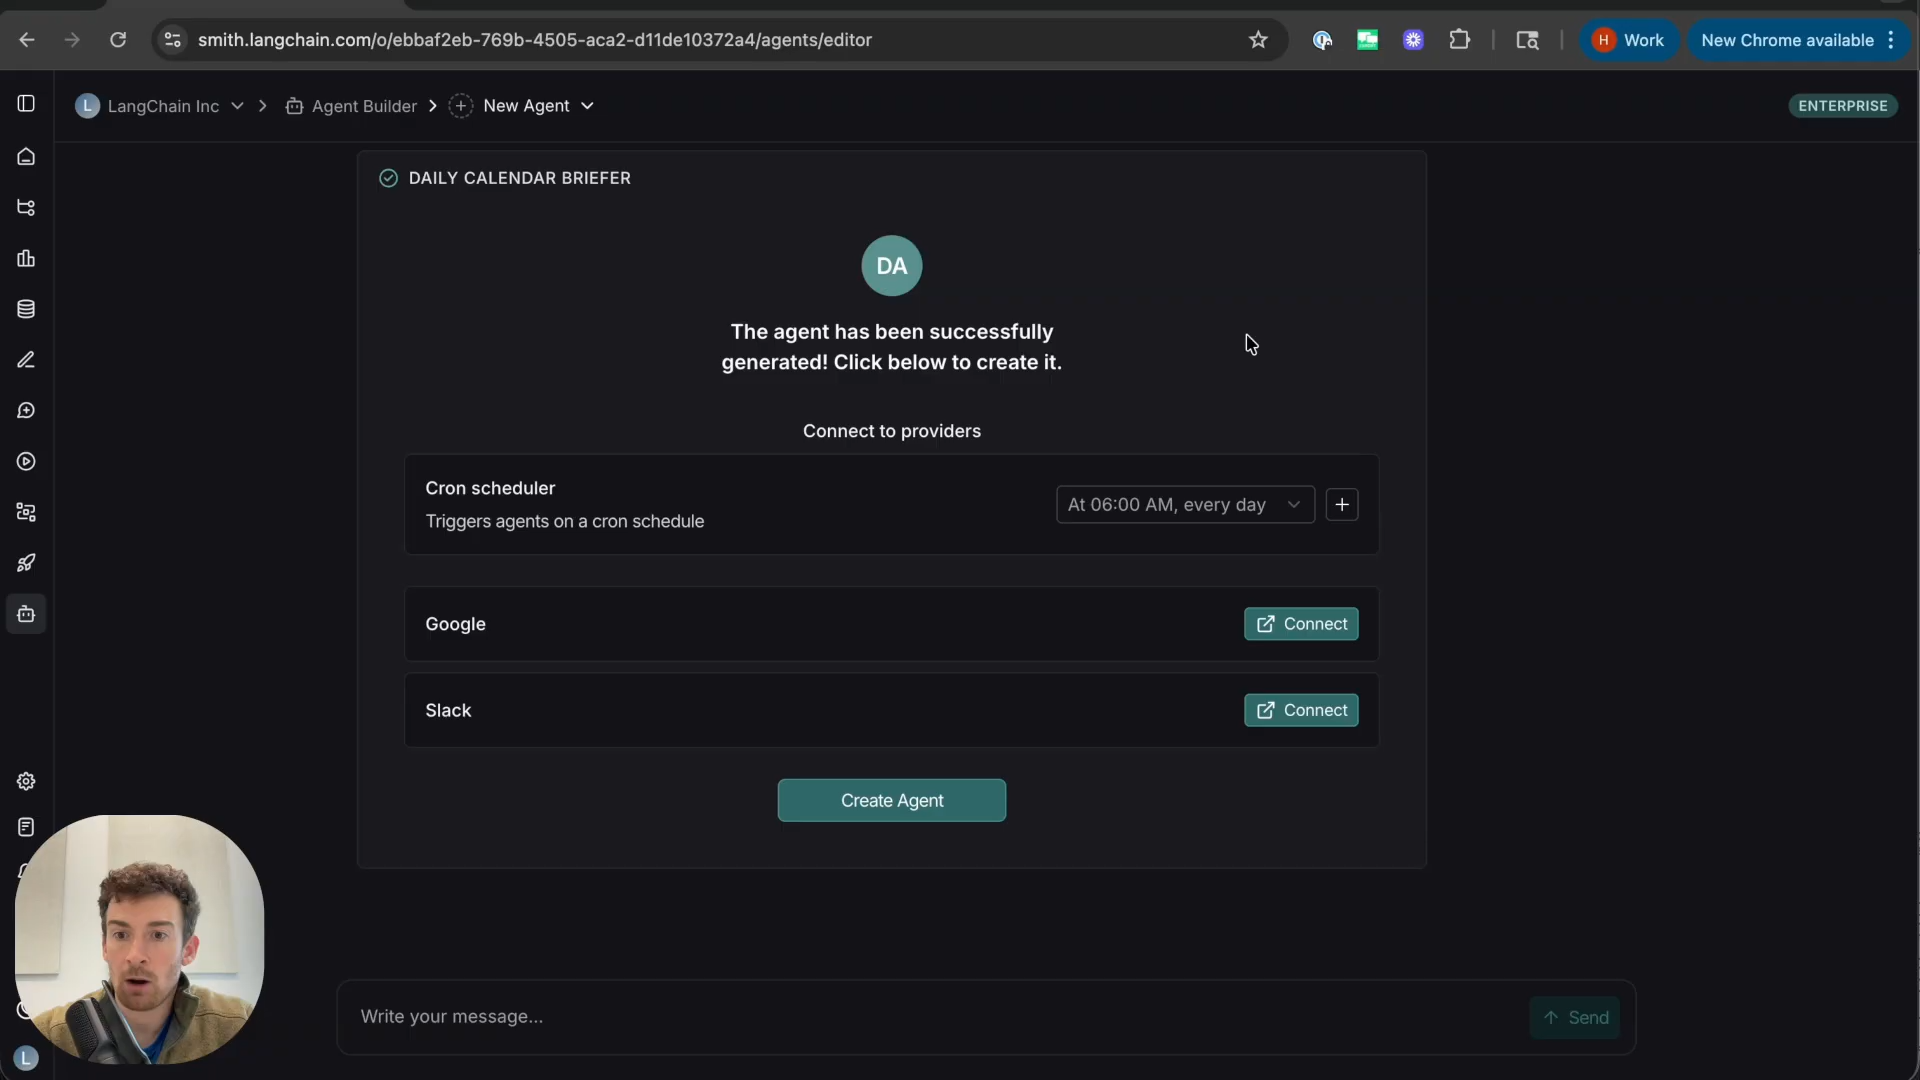 smith.langchain.com/o/ebbaf2eb-769b-4505-aca2-d11de10372a4/agents/editor
H Work
New Chrome available
L LangChain Inc
Agent Builder
New Agent
ENTERPRISE
DAILY CALENDAR BRIEFER
DA
The agent has been successfully
generated! Click below to create it.
Connect to providers
Cron scheduler
Triggers agents on a cron schedule
At 06:00 AM, every day
Google
Connect
Slack
Connect
Create Agent
Write your message...
Send
L